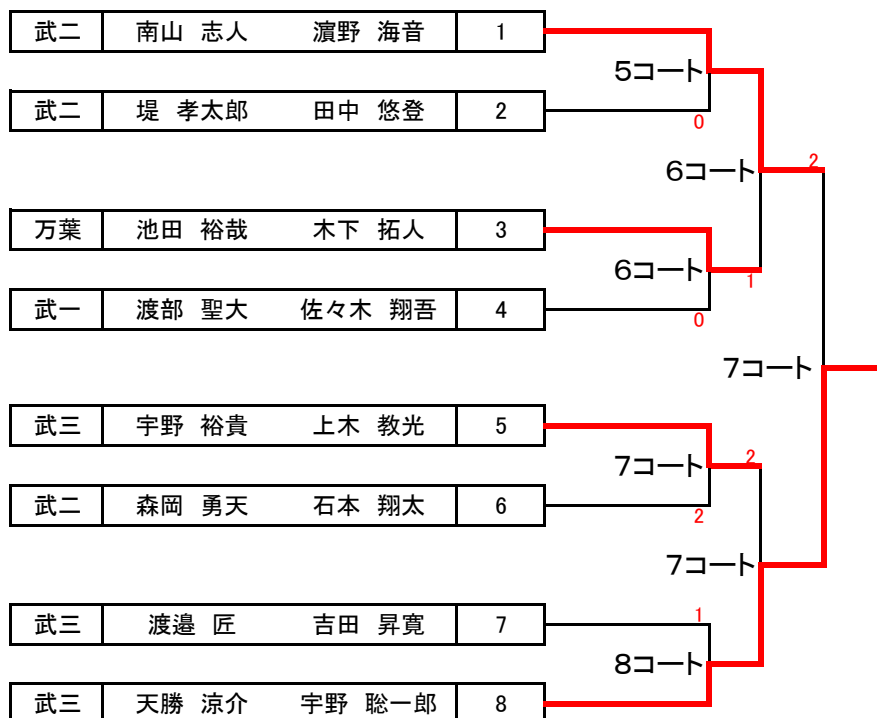 武二 南山 志人 濵野 海音 1
5コート
武二 堤 孝太郎 田中 悠登 2
0
6コート
2
万葉 池田 裕哉 木下 拓人 3
6コート
1
武一 渡部 聖大 佐々木 翔吾 4
0
7コート
武三 宇野 裕貴 上木 教光 5
7コート
2
武二 森岡 勇天 石本 翔太 6
2
7コート
武三 渡邉 匠 吉田 昇寛 7
1
8コート
武三 天勝 涼介 宇野 聡一郎 8